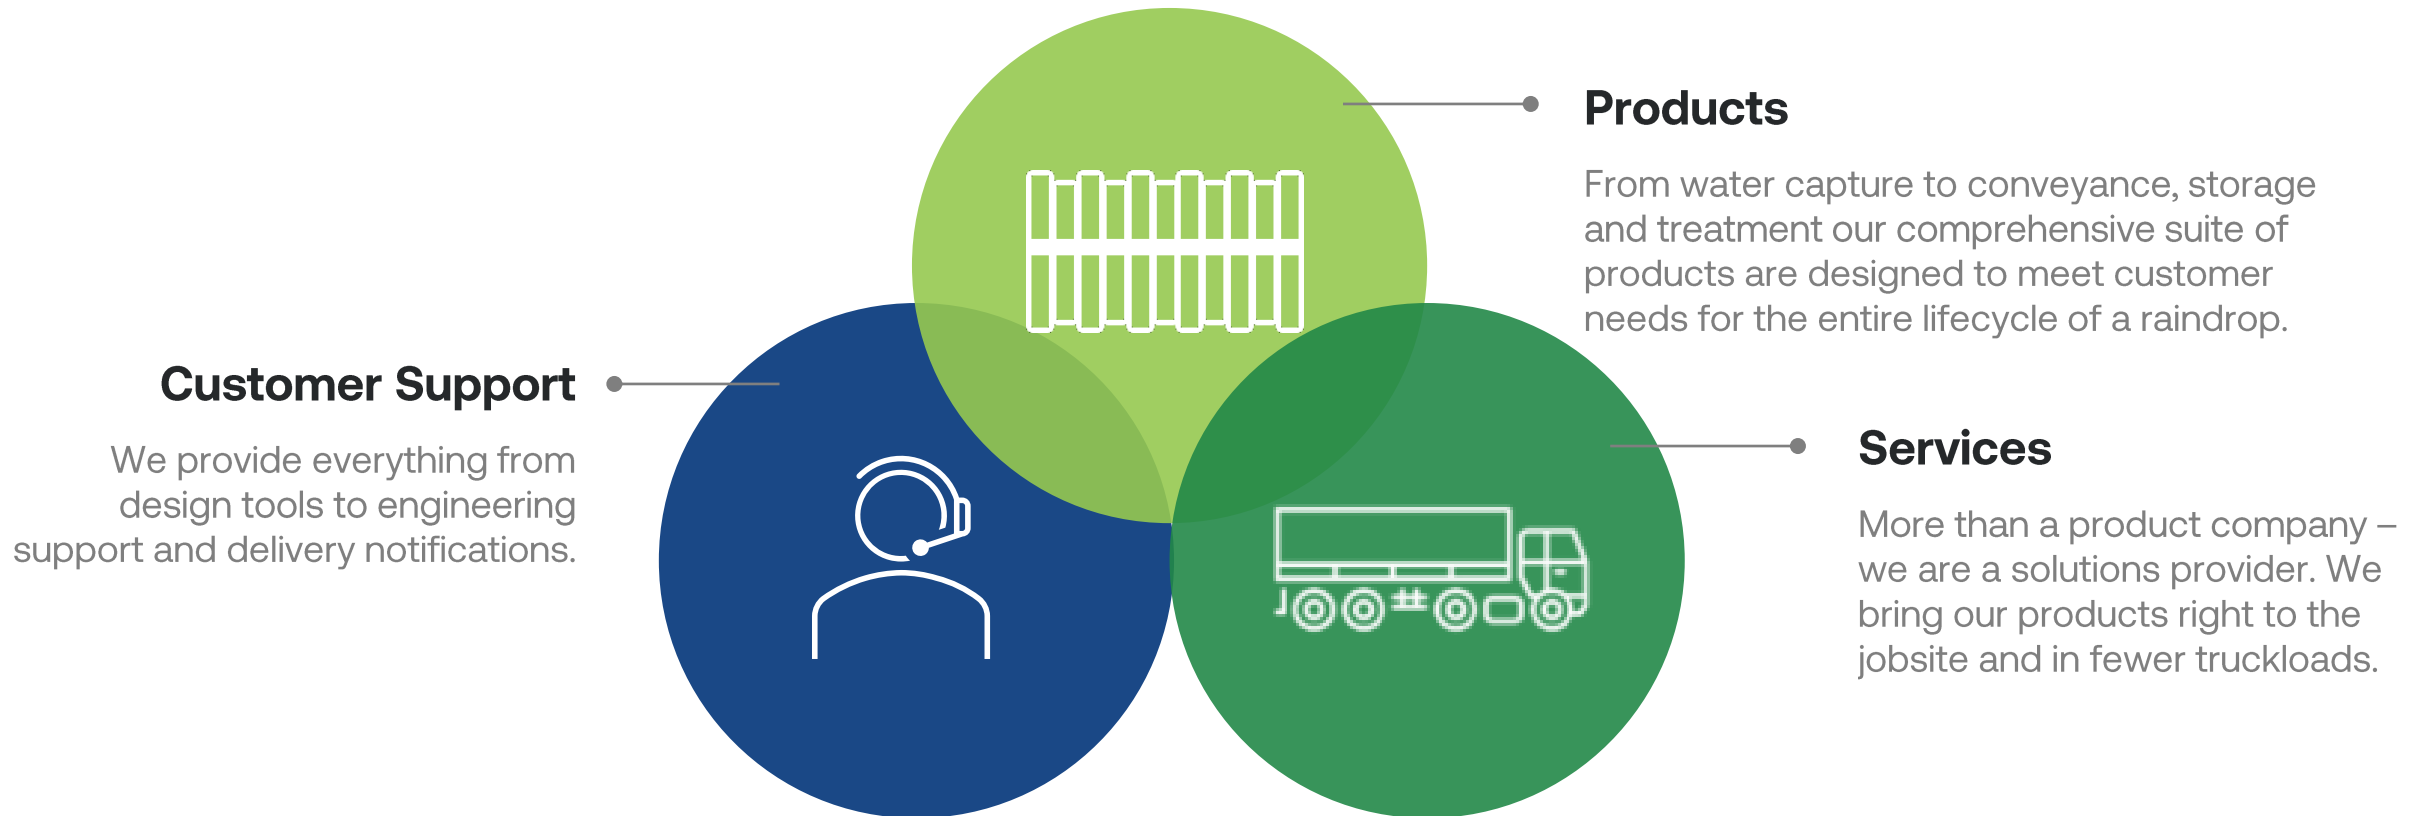 Products
From water capture to conveyance, storage
and treatment our comprehensive suite of
products are designed to meet customer
needs for the entire lifecycle of a raindrop.
Customer Support
We provide everything from
design tools to engineering
support and delivery notifications.
Services
More than a product company –
we are a solutions provider. We
bring our products right to the
jobsite and in fewer truckloads.